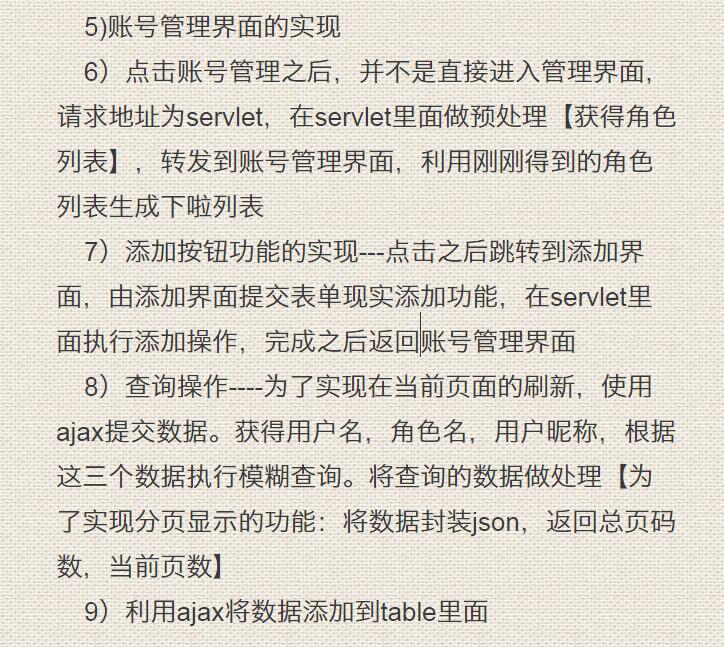 5)账号管理界面的实现
6）点击账号管理之后，并不是直接进入管理界面，
请求地址为servlet，在servlet里面做预处理【获得角色
列表】，转发到账号管理界面，利用刚刚得到的角色
列表生成下啦列表
7）添加按钮功能的实现---点击之后跳转到添加界
面，由添加界面提交表单现实添加功能，在servlet里
面执行添加操作，完成之后返回账号管理界面
8）查询操作----为了实现在当前页面的刷新，使用
ajax提交数据。获得用户名，角色名，用户昵称，根据
这三个数据执行模糊查询。将查询的数据做处理【为
了实现分页显示的功能：将数据封装json，返回总页码
数，当前页数】
9）利用ajax将数据添加到table里面